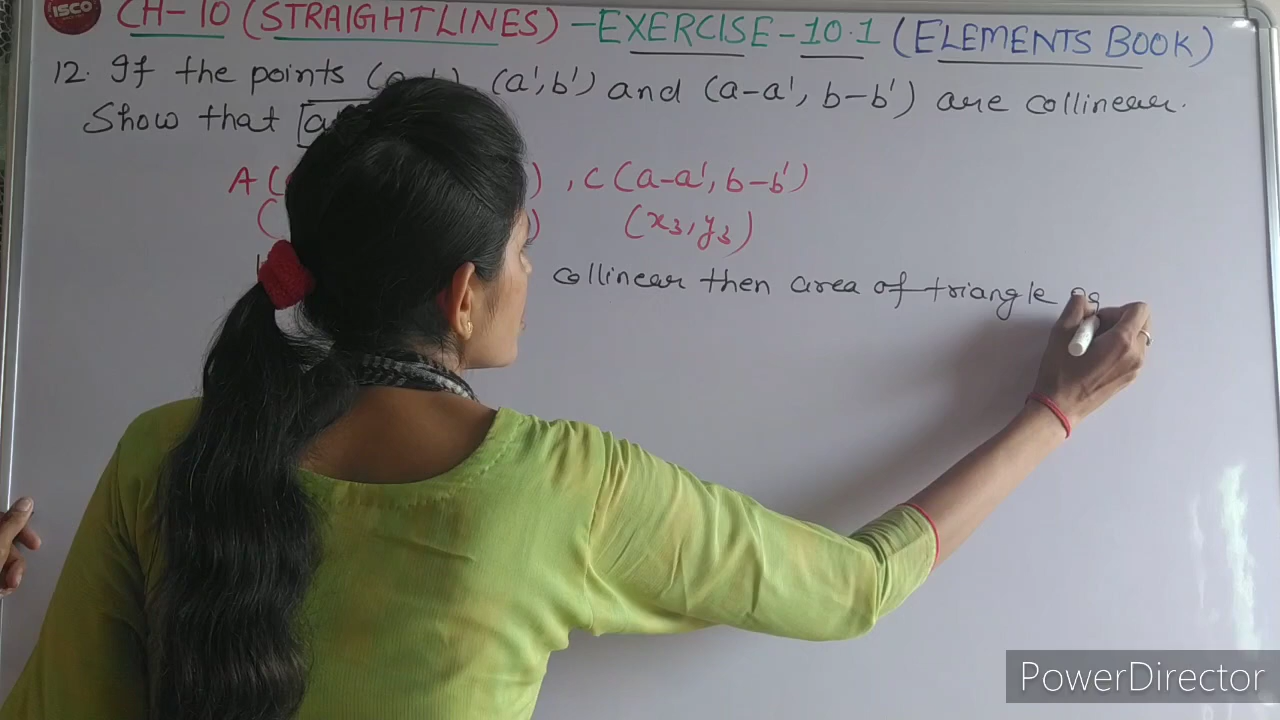 ISCO
CH-10 (STRAIGHT LINES) - EXERCISE - 10.1 (ELEMENTS BOOK)
12. If the points (a, b), (a', b') and (a-a', b-b') are collinear.
Show that
A ( ), C (a-a', b-b')
( ) (x3, y3)
collinear then area of triangle
PowerDirector